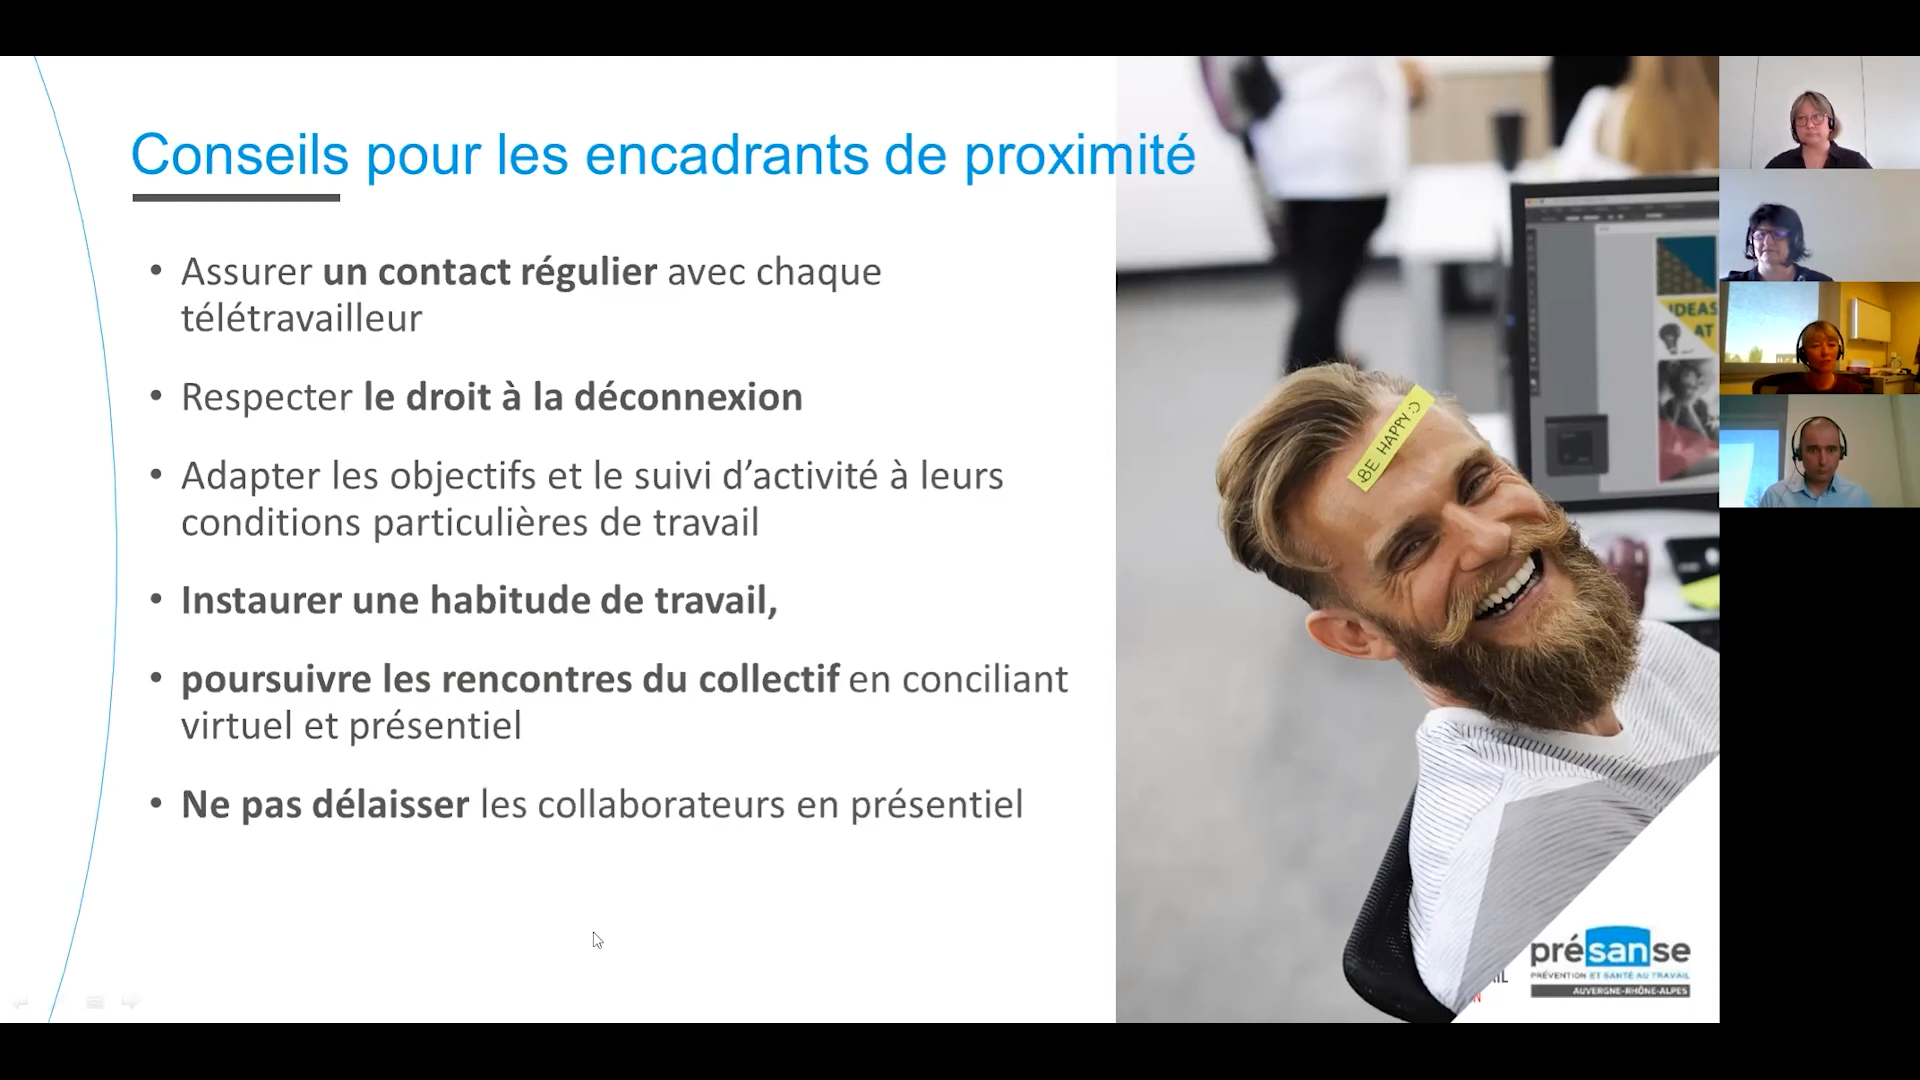 Conseils pour les encadrants de proximité
• Assurer un contact régulier avec chaque
télétravailleur
• Respecter le droit à la déconnexion
• Adapter les objectifs et le suivi d’activité à leurs
conditions particulières de travail
• Instaurer une habitude de travail,
• poursuivre les rencontres du collectif en conciliant
virtuel et présentiel
• Ne pas délaisser les collaborateurs en présentiel
BE HAPPY :)
IDEAS
AT
présanse
PRÉVENTION ET SANTÉ AU TRAVAIL
AUVERGNE-RHÔNE-ALPES